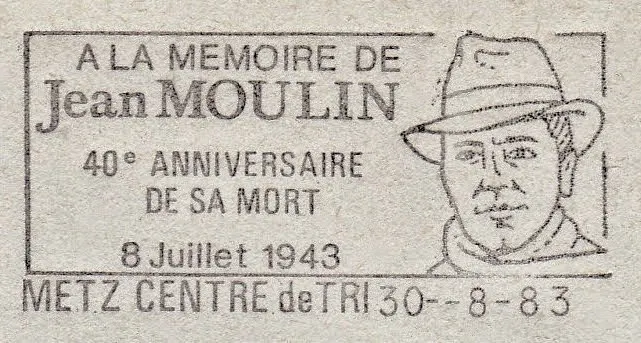 A LA MEMOIRE DE
Jean MOULIN
40e ANNIVERSAIRE
DE SA MORT
8 Juillet 1943
METZ CENTRE de TRI 30--8-83